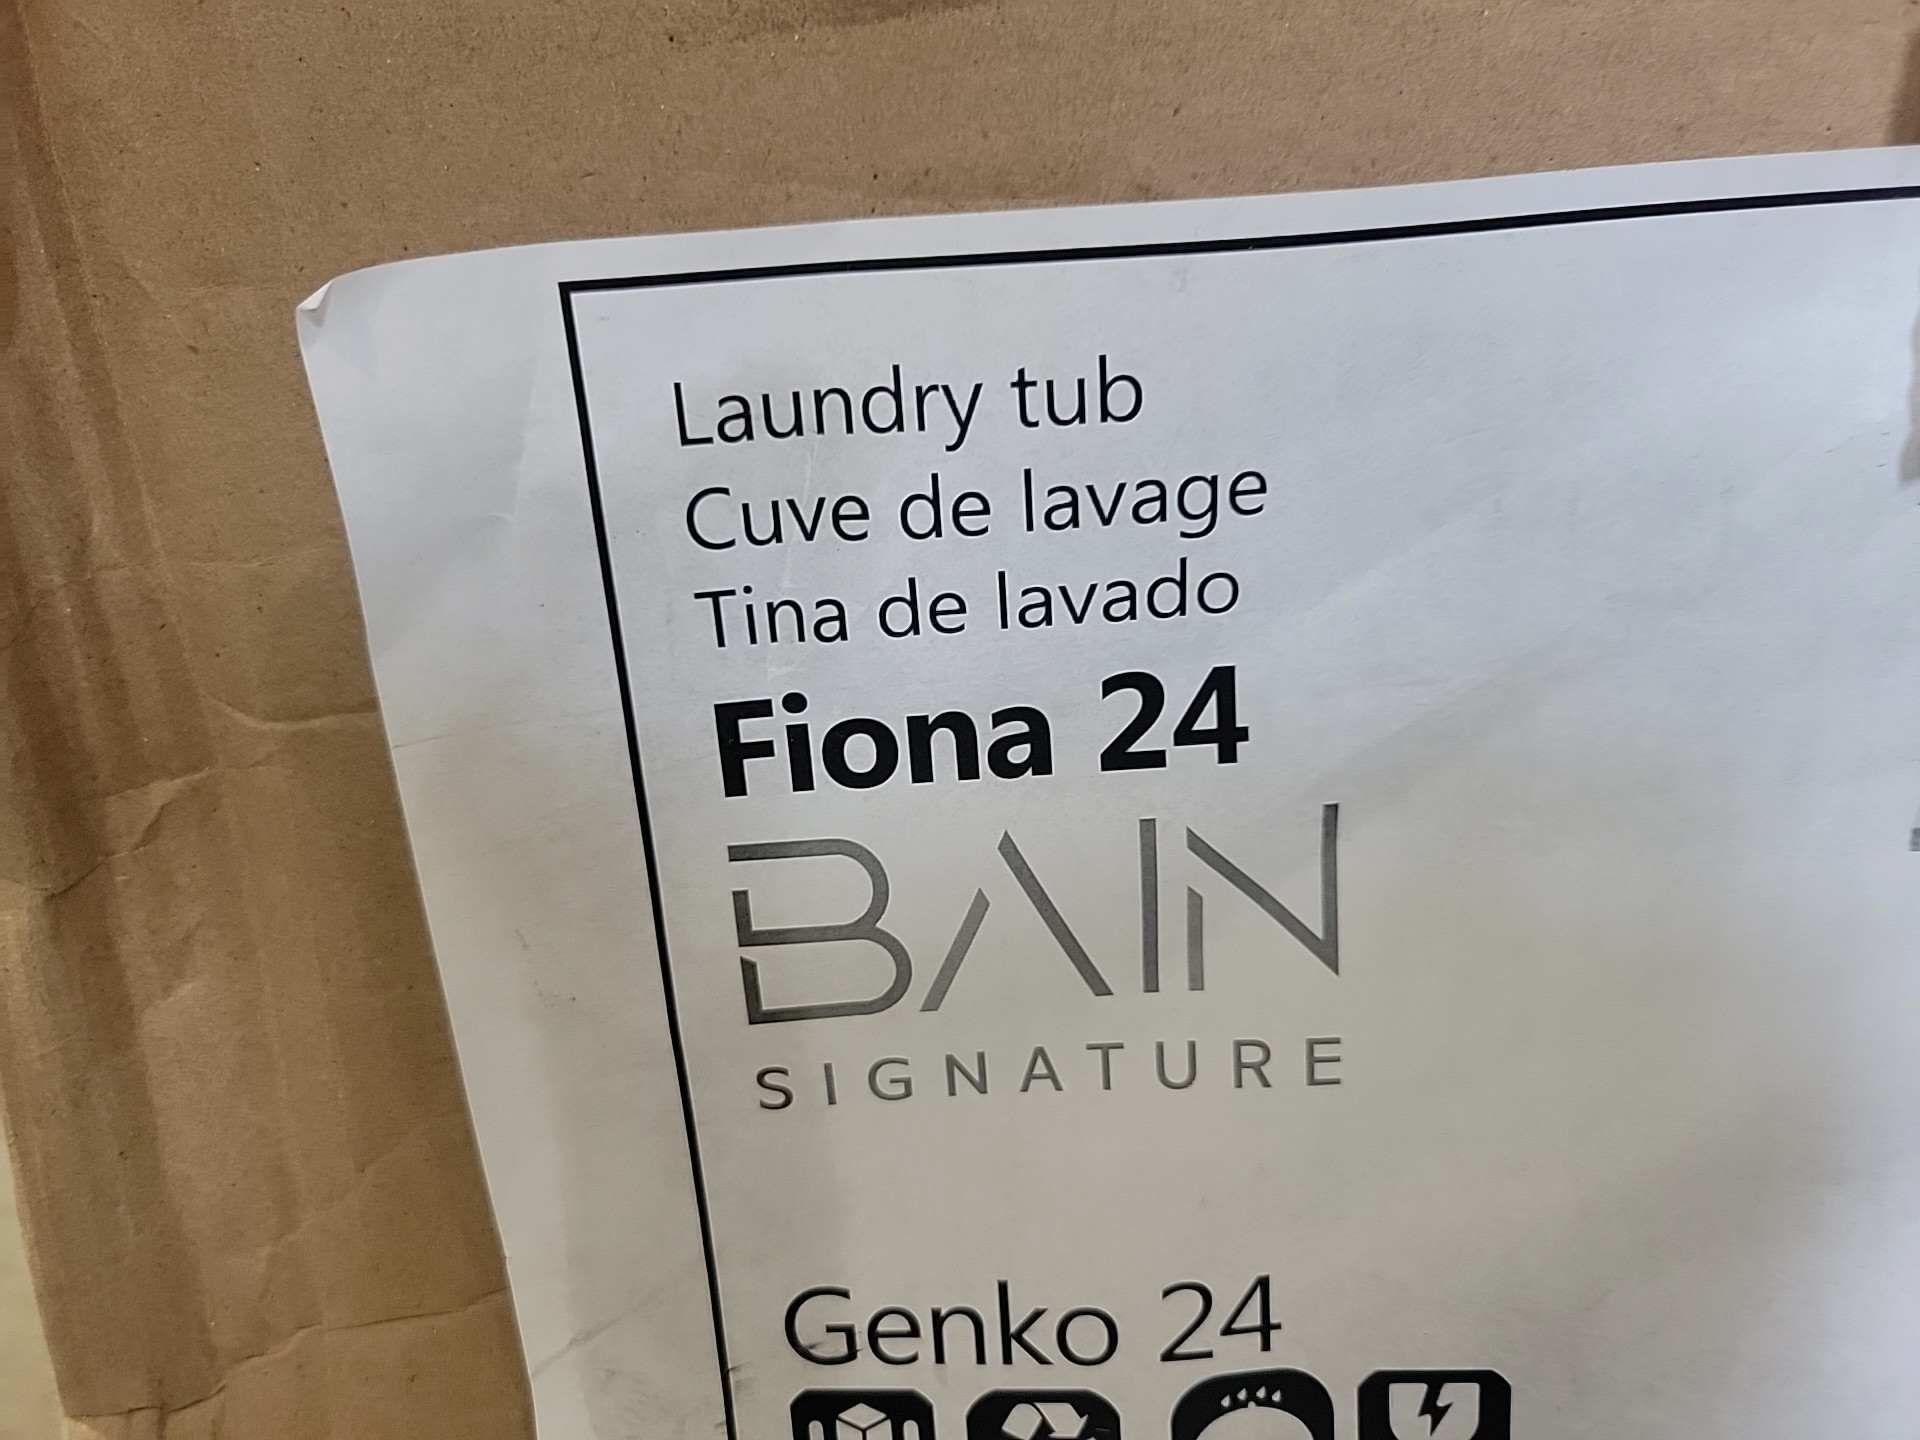 Laundry tub
Cuve de lavage
Tina de lavado
Fiona 24
BAIN
SIGNATURE
Genko 24